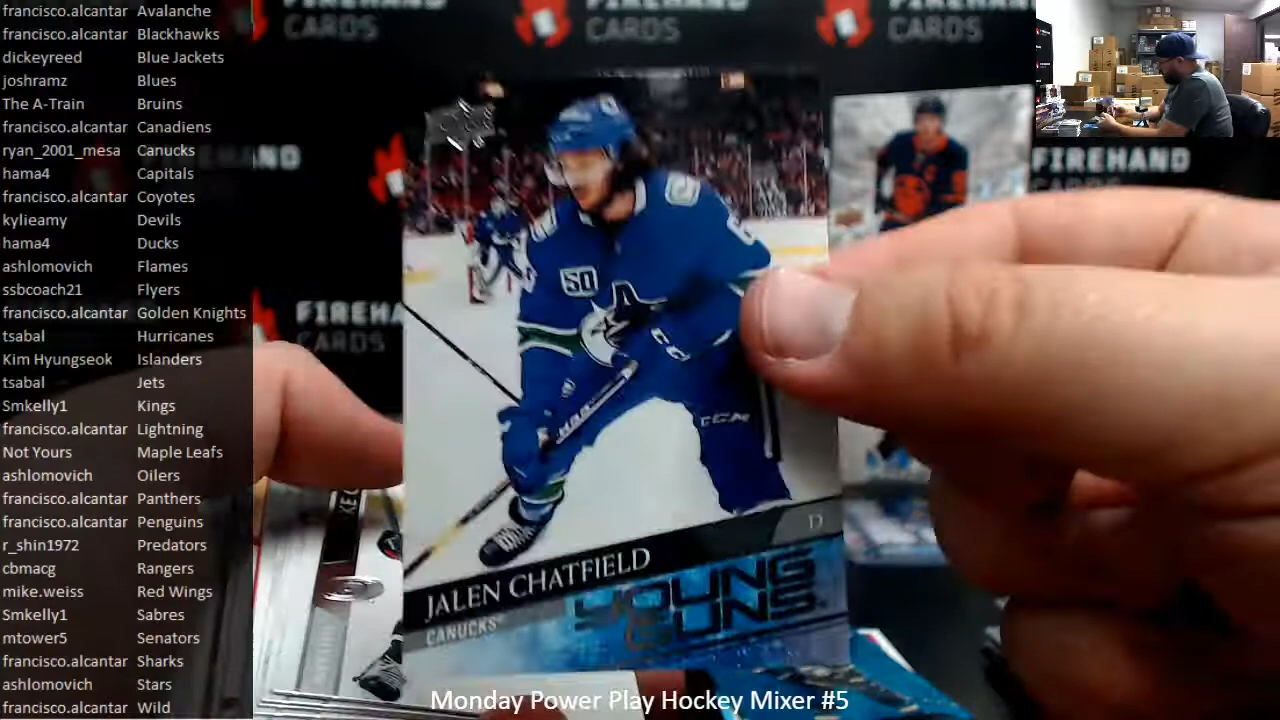 francisco.alcantar Avalanche
francisco.alcantar Blackhawks
dickeyreed Blue Jackets
joshramz Blues
The A-Train Bruins
francisco.alcantar Canadiens
ryan_2001_mesa Canucks
hama4 Capitals
francisco.alcantar Coyotes
kylieamy Devils
hama4 Ducks
ashlomovich Flames
ssbcoach21 Flyers
francisco.alcantar Golden Knights
tsabal Hurricanes
Kim Hyungseok Islanders
tsabal Jets
Smkelly1 Kings
francisco.alcantar Lightning
Not Yours Maple Leafs
ashlomovich Oilers
francisco.alcantar Panthers
francisco.alcantar Penguins
r_shin1972 Predators
cbmacg Rangers
mike.weiss Red Wings
Smkelly1 Sabres
mtower5 Senators
francisco.alcantar Sharks
ashlomovich Stars
francisco.alcantar Wild
CARDS
CARDS
CARDS
FIREHAND
FIREHA
CARDS
50
CCM
D
JALEN CHATFIELD
CANUCKS
YOUNG
GUNS
Monday Power Play Hockey Mixer #5